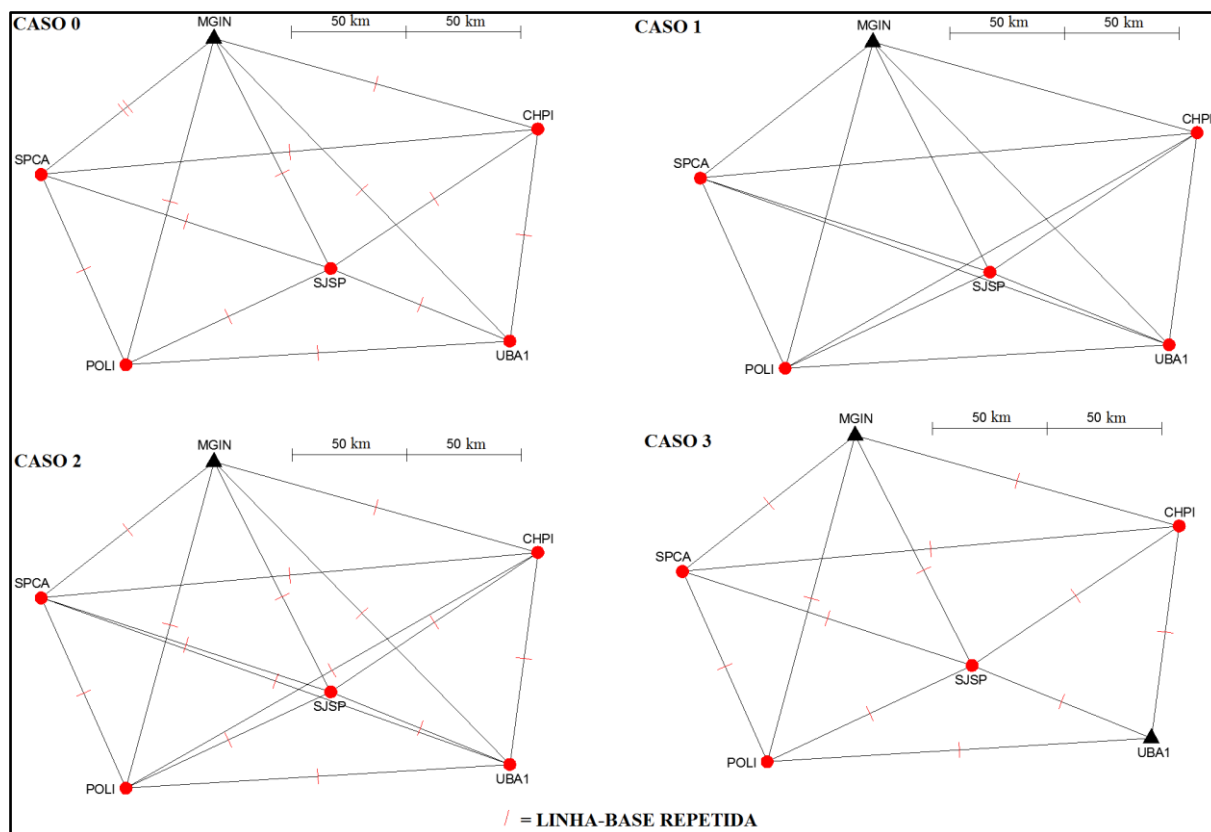 CASO 0
MGIN
50 km 50 km
CHPI
SPCA
SJSP
UBA1
POLI
CASO 1
MGIN
50 km 50 km
CHPI
SPCA
SJSP
UBA1
POLI
CASO 2
MGIN
50 km 50 km
CHPI
SPCA
SJSP
UBA1
POLI
CASO 3
MGIN
50 km 50 km
CHPI
SPCA
SJSP
UBA1
POLI
/ = LINHA-BASE REPETIDA